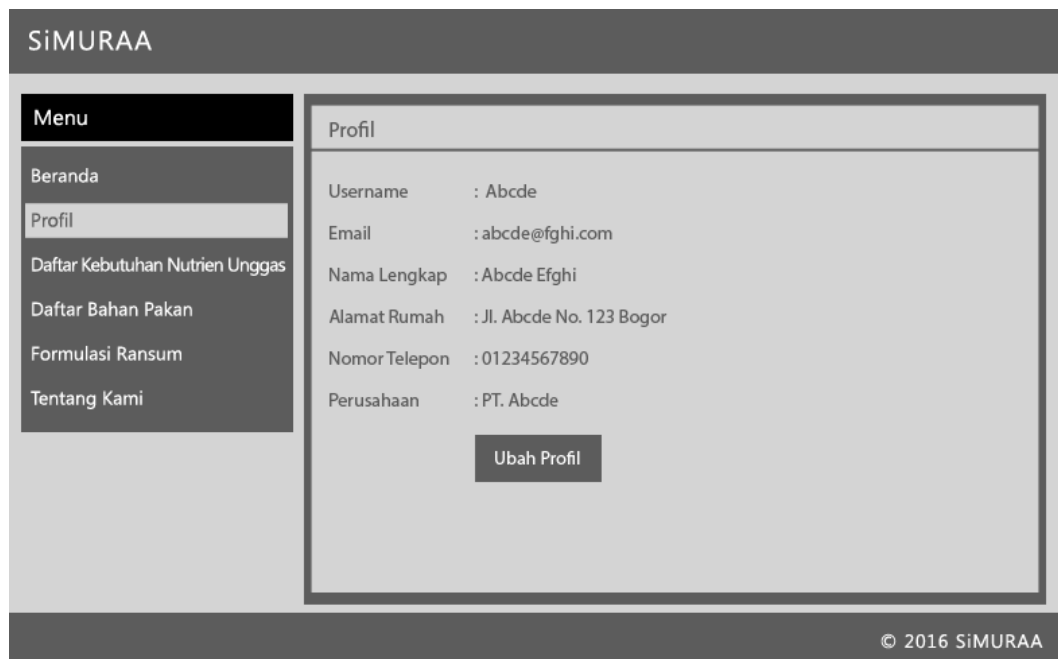 SiMURAA
Menu
Beranda
Profil
Daftar Kebutuhan Nutrien Unggas
Daftar Bahan Pakan
Formulasi Ransum
Tentang Kami
Profil
Username : Abcde
Email : abcde@fghi.com
Nama Lengkap : Abcde Efghi
Alamat Rumah : Jl. Abcde No. 123 Bogor
Nomor Telepon : 01234567890
Perusahaan : PT. Abcde
Ubah Profil
© 2016 SiMURAA